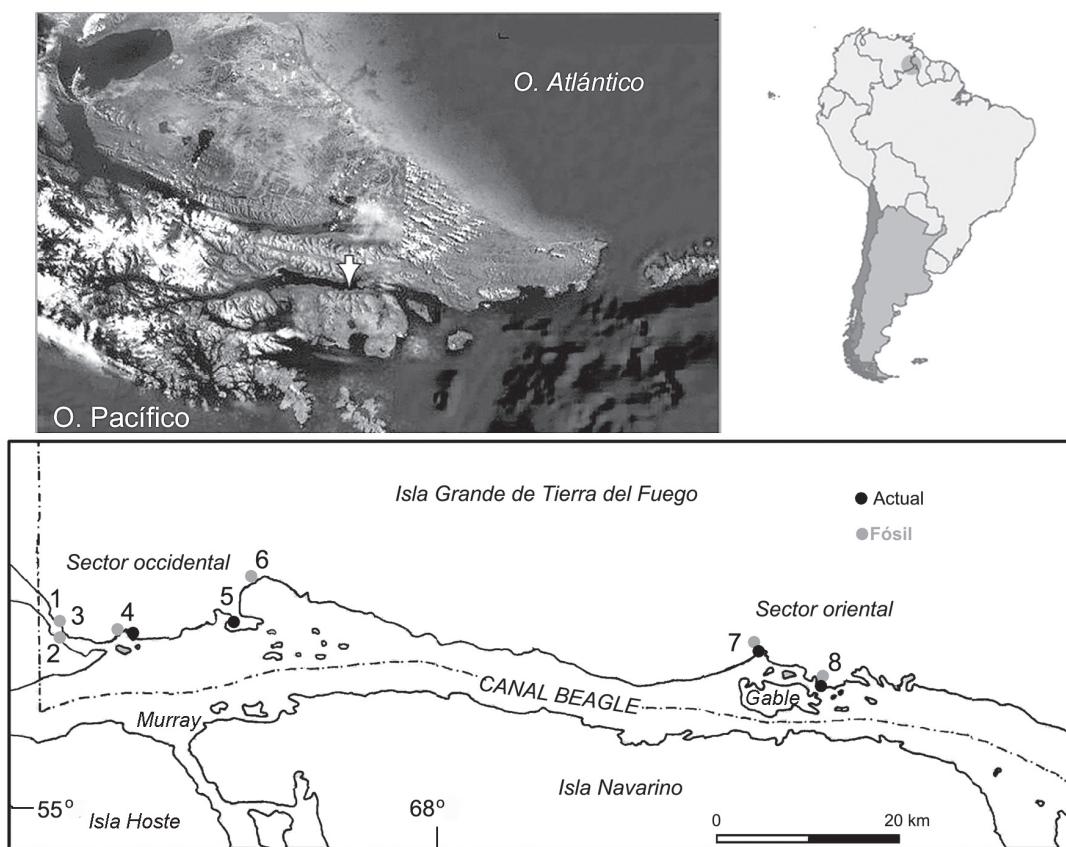 O. Atlántico
O. Pacífico
Isla Grande de Tierra del Fuego
Actual
Fósil
Sector occidental
6
1
3
4
5
2
Sector oriental
7
8
Gable
CANAL BEAGLE
Murray
Isla Navarino
55°
68°
Isla Hoste
0
20 km